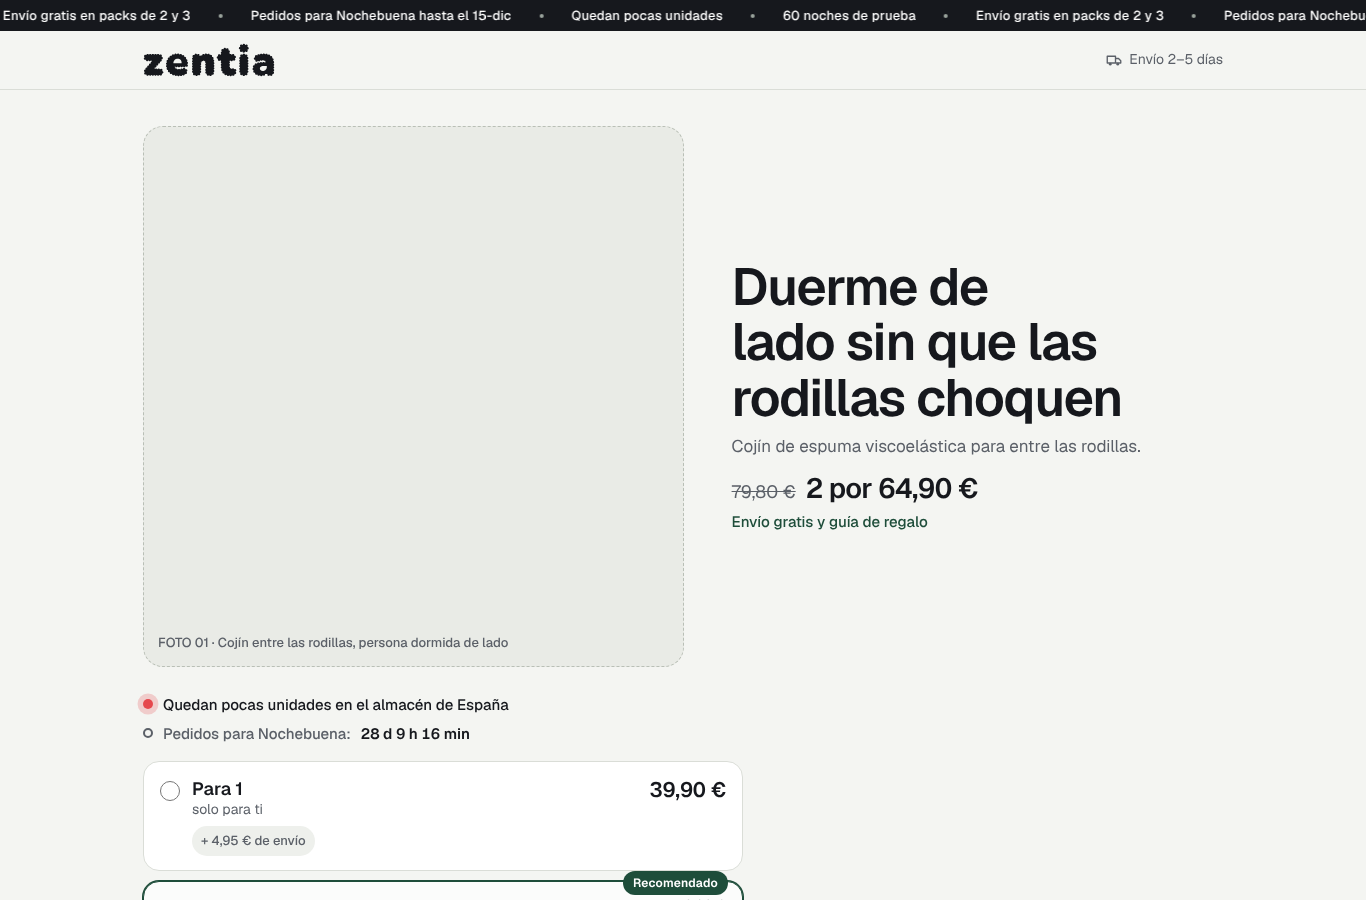 Envío gratis en packs de 2 y 3 • Pedidos para Nochebuena hasta el 15-dic • Quedan pocas unidades • 60 noches de prueba • Envío gratis en packs de 2 y 3 • Pedidos para
zentia
Envío 2–5 días
Duerme de
lado sin que las
rodillas choquen
Cojín de espuma viscoelástica para entre las rodillas.
79,80 € 2 por 64,90 €
Envío gratis y guía de regalo
FOTO 01 · Cojín entre las rodillas, persona dormida de lado
Quedan pocas unidades en el almacén de España
Pedidos para Nochebuena: 28 d 9 h 16 min
Para 1 39,90 €
solo para ti
+ 4,95 € de envío
Recomendado